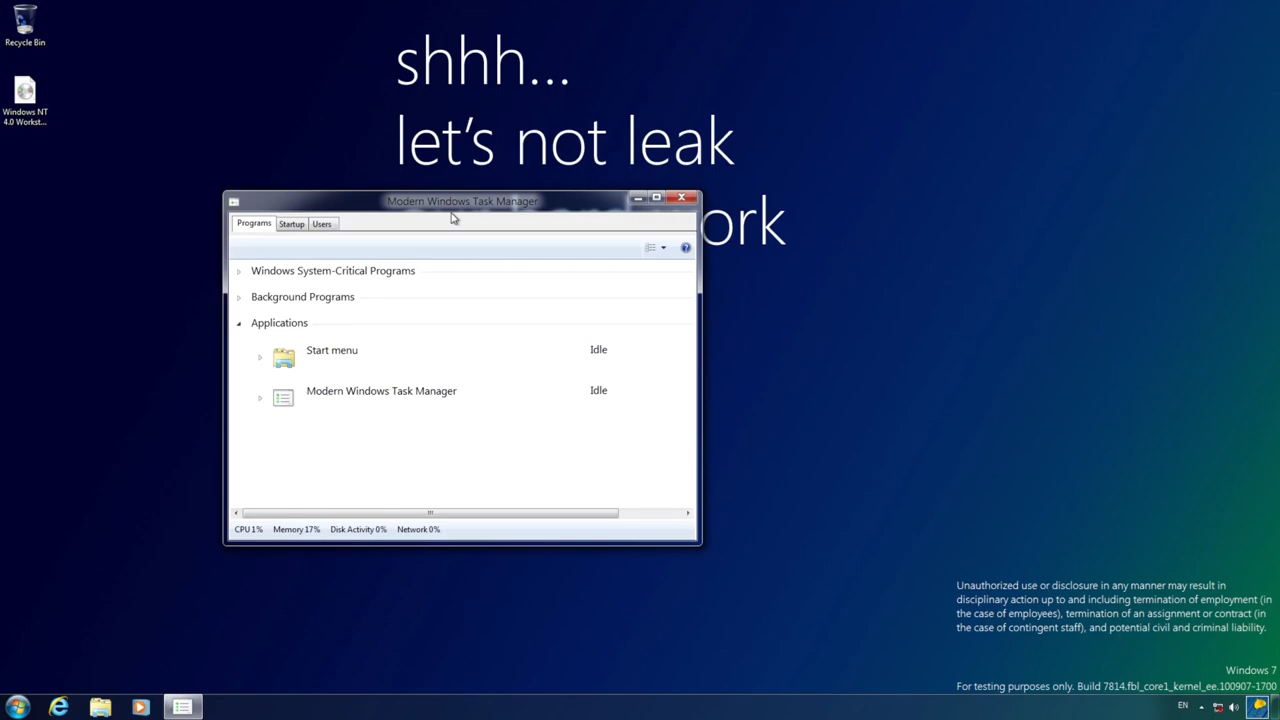 Recycle Bin
Windows NT
4.0 Workst...
shhh...
let's not leak
ork
Modern Windows Task Manager
Programs
Startup
Users
Windows System-Critical Programs
Background Programs
Applications
Start menu
Idle
Modern Windows Task Manager
Idle
CPU 1%
Memory 17%
Disk Activity 0%
Network 0%
Unauthorized use or disclosure in any manner may result in
disciplinary action up to and including termination of employment (in
the case of employees), termination of an assignment or contract (in
the case of contingent staff), and potential civil and criminal liability.
Windows 7
For testing purposes only. Build 7814.fbl_core1_kernel_ee.100907-1700
EN